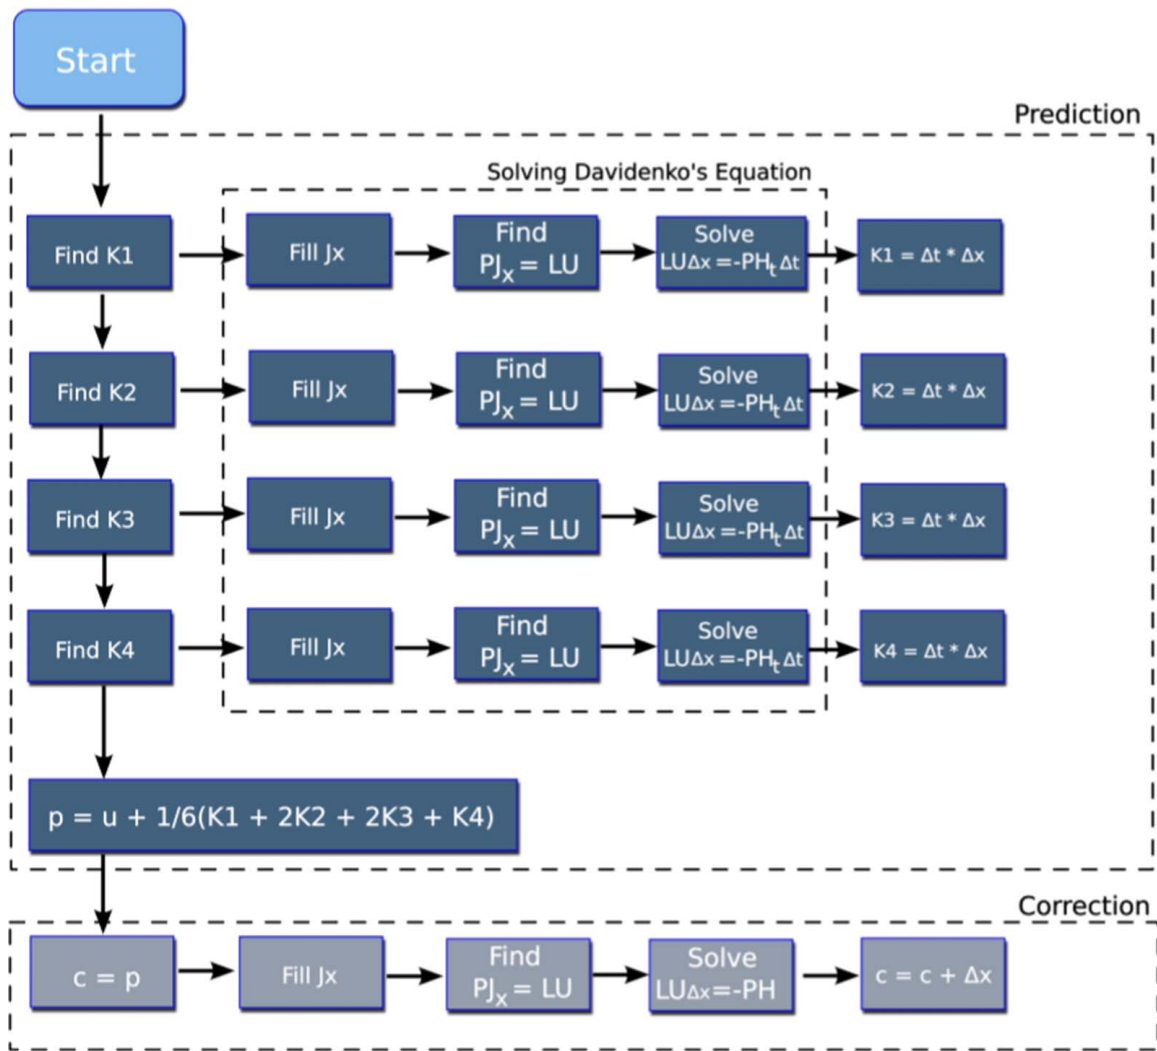 Start
Prediction
Solving Davidenko's Equation
Find K1
Fill Jx
Find
PJx = LU
Solve
LUΔx =-PHt Δt
K1 = Δt * Δx
Find K2
Fill Jx
Find
PJx = LU
Solve
LUΔx =-PHt Δt
K2 = Δt * Δx
Find K3
Fill Jx
Find
PJx = LU
Solve
LUΔx =-PHt Δt
K3 = Δt * Δx
Find K4
Fill Jx
Find
PJx = LU
Solve
LUΔx =-PHt Δt
K4 = Δt * Δx
p = u + 1/6(K1 + 2K2 + 2K3 + K4)
Correction
c = p
Fill Jx
Find
PJx = LU
Solve
LUΔx=-PH
c = c + Δx